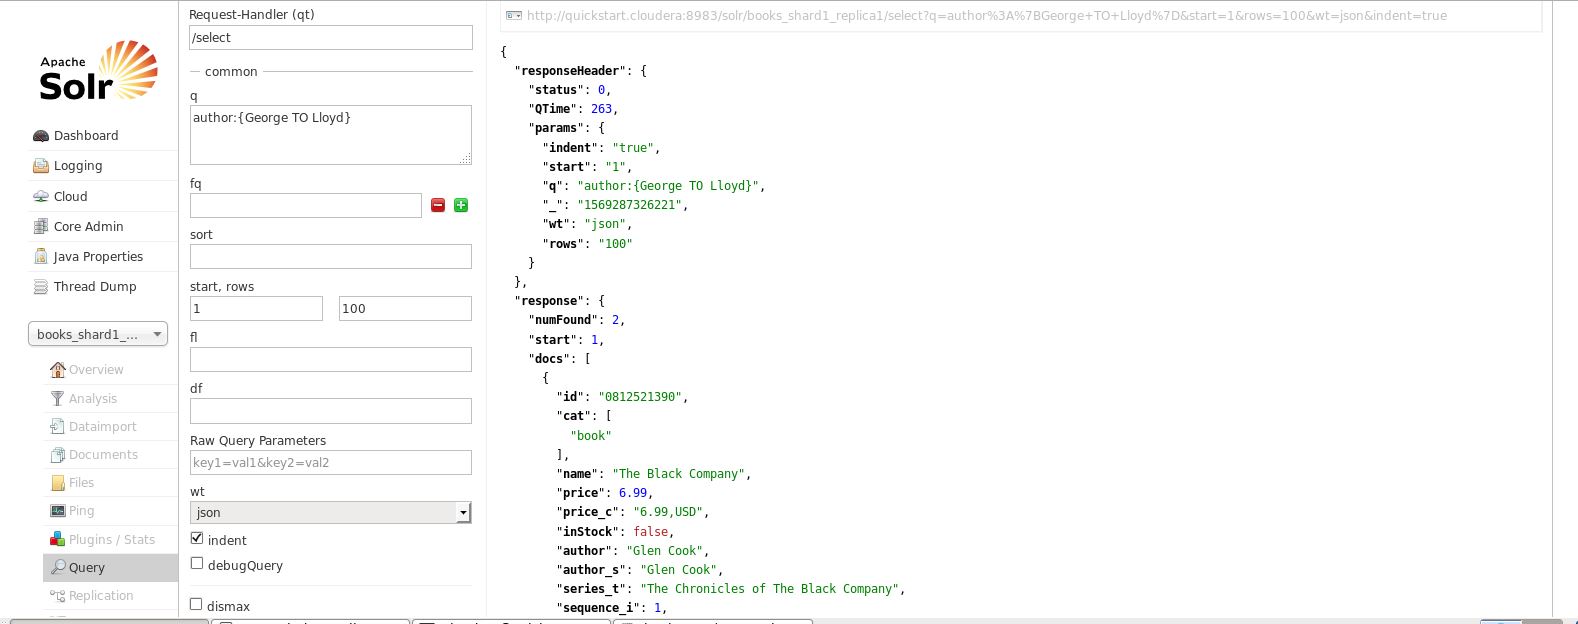 Apache
Solr
Dashboard
Logging
Cloud
Core Admin
Java Properties
Thread Dump
books_shard1_...
Overview
Analysis
Dataimport
Documents
Files
Ping
Plugins / Stats
Query
Replication
Request-Handler (qt)
/select
common
q
author:{George TO Lloyd}
fq
sort
start, rows
1 100
fl
df
Raw Query Parameters
key1=val1&key2=val2
wt
json
indent
debugQuery
dismax
http://quickstart.cloudera:8983/solr/books_shard1_replica1/select?q=author%3A%7BGeorge+TO+Lloyd%7D&start=1&rows=100&wt=json&indent=true
{
"responseHeader": {
"status": 0,
"QTime": 263,
"params": {
"indent": "true",
"start": "1",
"q": "author:{George TO Lloyd}",
"_": "1569287326221",
"wt": "json",
"rows": "100"
}
},
"response": {
"numFound": 2,
"start": 1,
"docs": [
{
"id": "0812521390",
"cat": [
"book"
],
"name": "The Black Company",
"price": 6.99,
"price_c": "6.99,USD",
"inStock": false,
"author": "Glen Cook",
"author_s": "Glen Cook",
"series_t": "The Chronicles of The Black Company",
"sequence_i": 1,